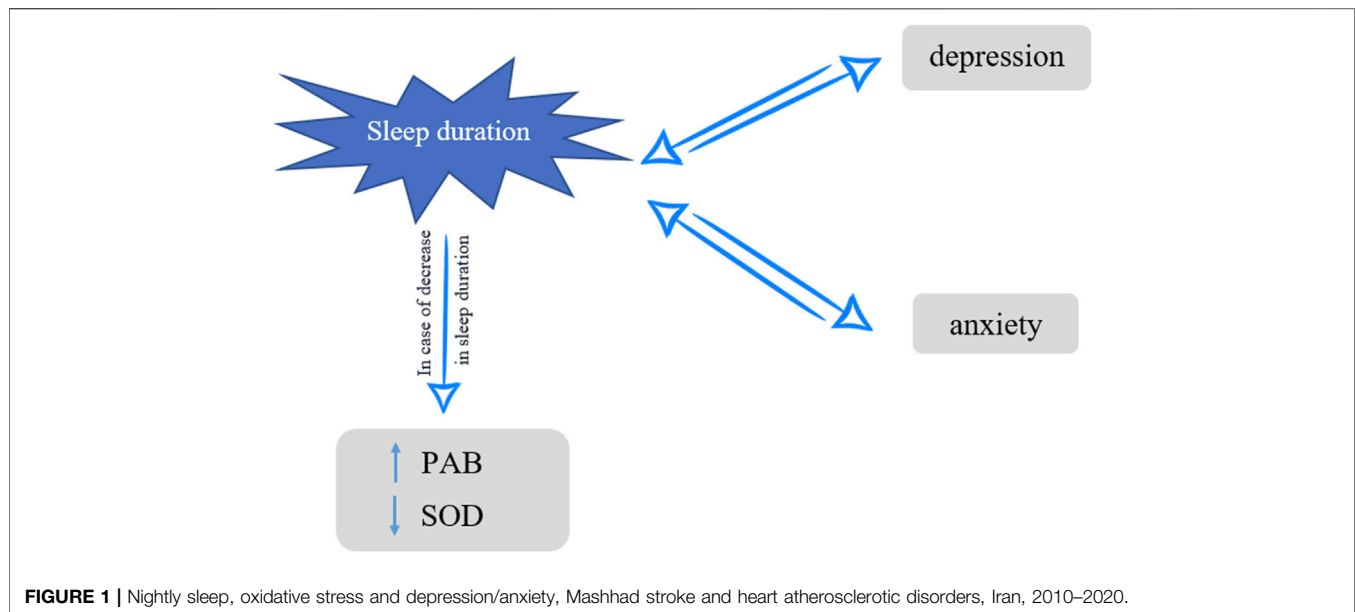 depression
Sleep duration
anxiety
In case of decrease
in sleep duration
↑ PAB
↓ SOD
FIGURE 1 | Nightly sleep, oxidative stress and depression/anxiety, Mashhad stroke and heart atherosclerotic disorders, Iran, 2010–2020.